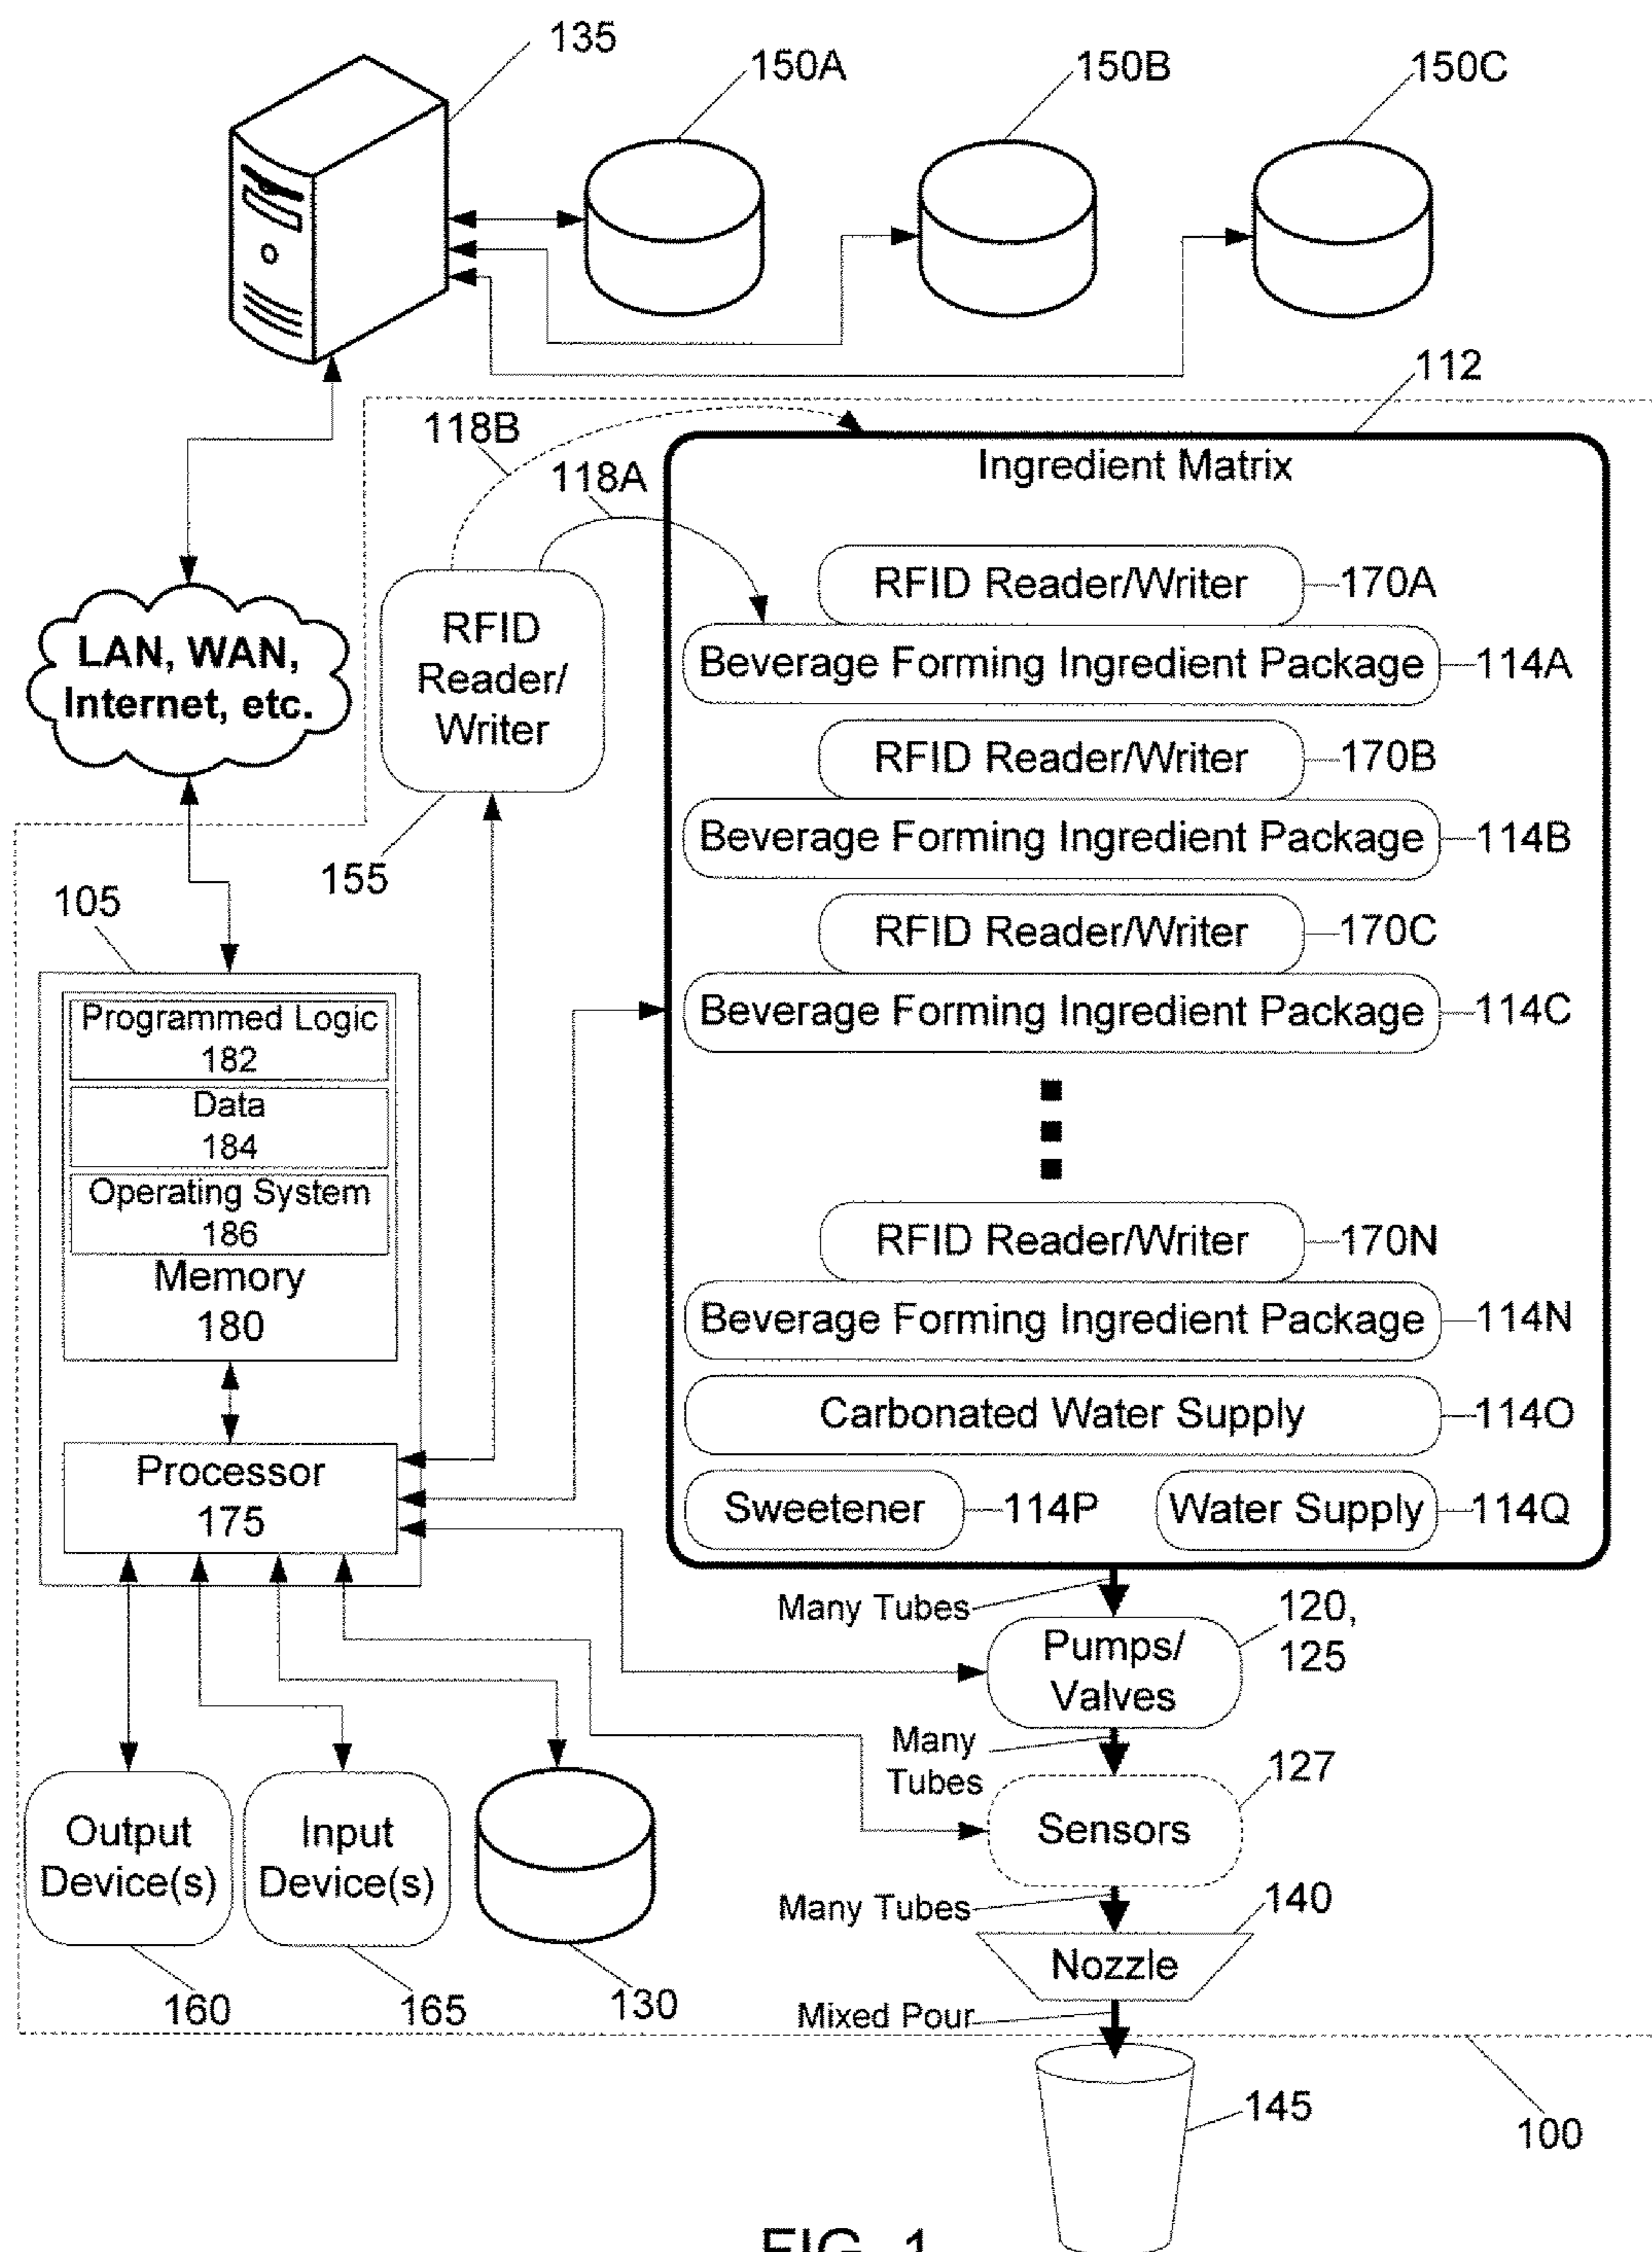 135
150A
150B
150C
112
118B
118A
Ingredient Matrix
RFID Reader/Writer
170A
Beverage Forming Ingredient Package
114A
RFID Reader/Writer
170B
Beverage Forming Ingredient Package
114B
RFID Reader/Writer
170C
Beverage Forming Ingredient Package
114C
RFID Reader/Writer
170N
Beverage Forming Ingredient Package
114N
Carbonated Water Supply
114O
Sweetener
114P
Water Supply
114Q
LAN, WAN,
Internet, etc.
RFID
Reader/
Writer
155
105
Programmed Logic
182
Data
184
Operating System
186
Memory
180
Processor
175
Many Tubes
Pumps/
Valves
120,
125
Many
Tubes
Sensors
127
Many Tubes
Nozzle
140
Mixed Pour
Output
Device(s)
160
Input
Device(s)
165
130
145
100
FIG. 1